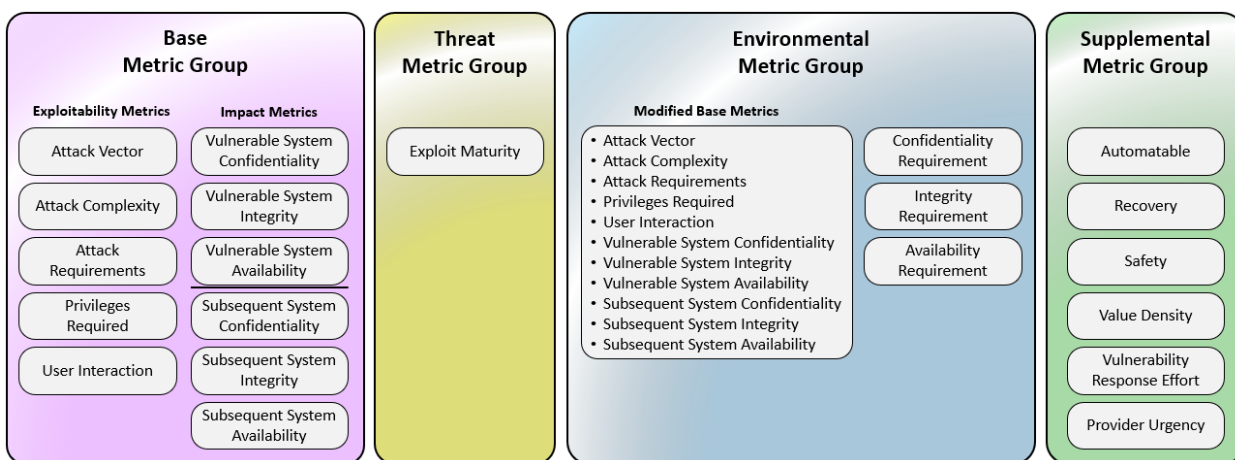 Base
Metric Group
Exploitability Metrics
Attack Vector
Attack Complexity
Attack
Requirements
Privileges
Required
User Interaction
Impact Metrics
Vulnerable System
Confidentiality
Vulnerable System
Integrity
Vulnerable System
Availability
Subsequent System
Confidentiality
Subsequent System
Integrity
Subsequent System
Availability
Threat
Metric Group
Exploit Maturity
Environmental
Metric Group
Modified Base Metrics
• Attack Vector
• Attack Complexity
• Attack Requirements
• Privileges Required
• User Interaction
• Vulnerable System Confidentiality
• Vulnerable System Integrity
• Vulnerable System Availability
• Subsequent System Confidentiality
• Subsequent System Integrity
• Subsequent System Availability
Confidentiality
Requirement
Integrity
Requirement
Availability
Requirement
Supplemental
Metric Group
Automatable
Recovery
Safety
Value Density
Vulnerability
Response Effort
Provider Urgency